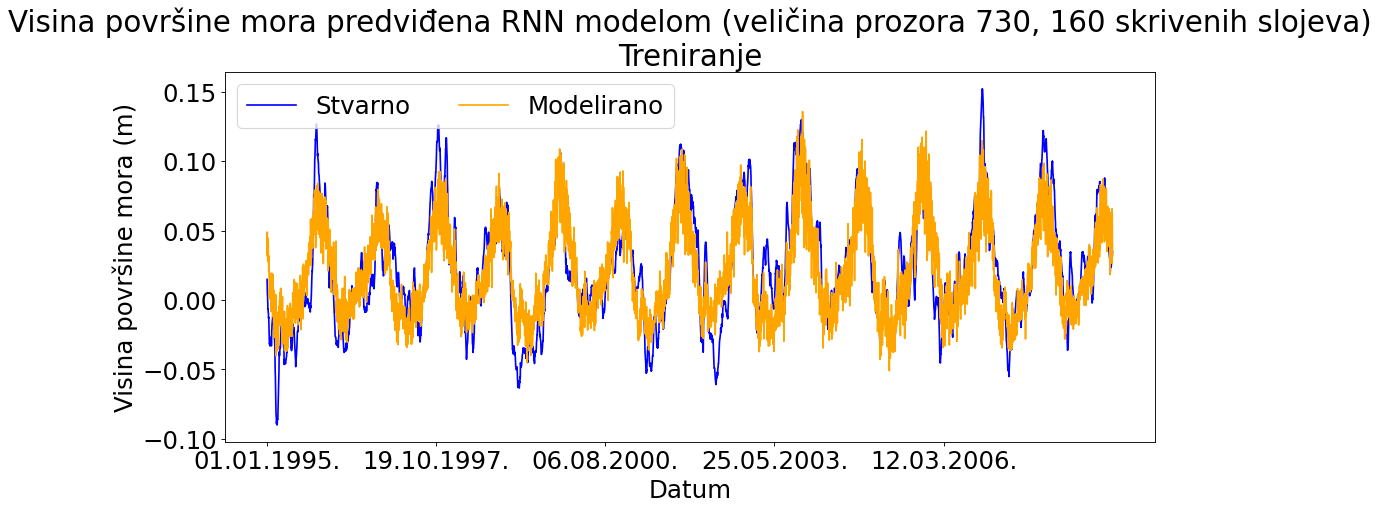 Visina površine mora predviđena RNN modelom (veličina prozora 730, 160 skrivenih slojeva)
Treniranje
Stvarno
Modelirano
Visina površine mora (m)
0.15
0.10
0.05
0.00
−0.05
−0.10
01.01.1995.
19.10.1997.
06.08.2000.
25.05.2003.
12.03.2006.
Datum